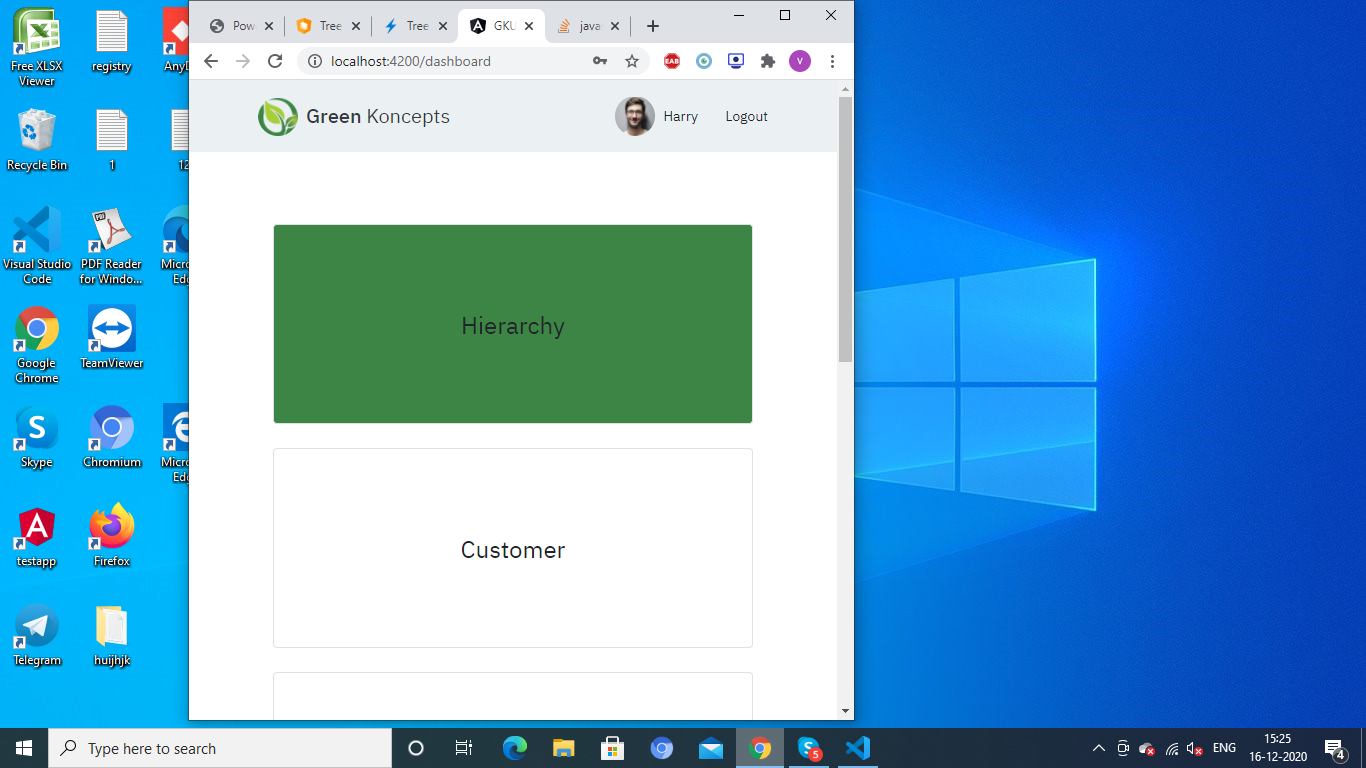 Free XLSX
Viewer
registry
AnyD
Recycle Bin
1
12
Visual Studio
Code
PDF Reader
for Windo...
Micro
Edg
Google
Chrome
TeamViewer
Skype
Chromium
Micro
Edg
testapp
Firefox
Telegram
huijhjk
Pow
Tree
Tree
GKU
java
localhost:4200/dashboard
EAB
V
Green Koncepts
Harry
Logout
Hierarchy
Customer
Type here to search
5
ENG
15:25
16-12-2020
4